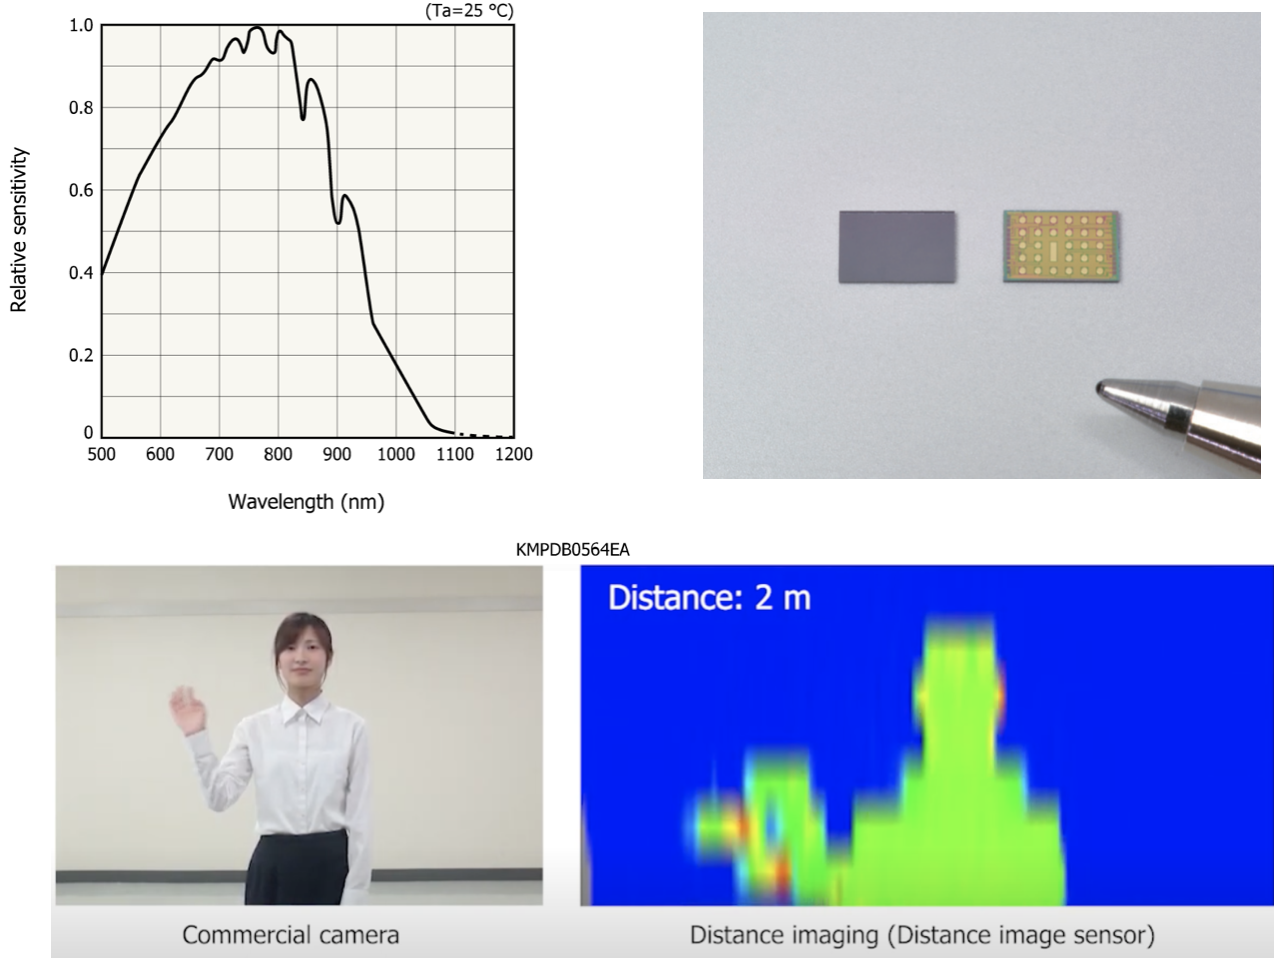 (Ta=25 °C)
1.0
0.8
0.6
0.4
0.2
0
Relative sensitivity
500 600 700 800 900 1000 1100 1200
Wavelength (nm)
KMPDB0564EA
Distance: 2 m
Commercial camera
Distance imaging (Distance image sensor)